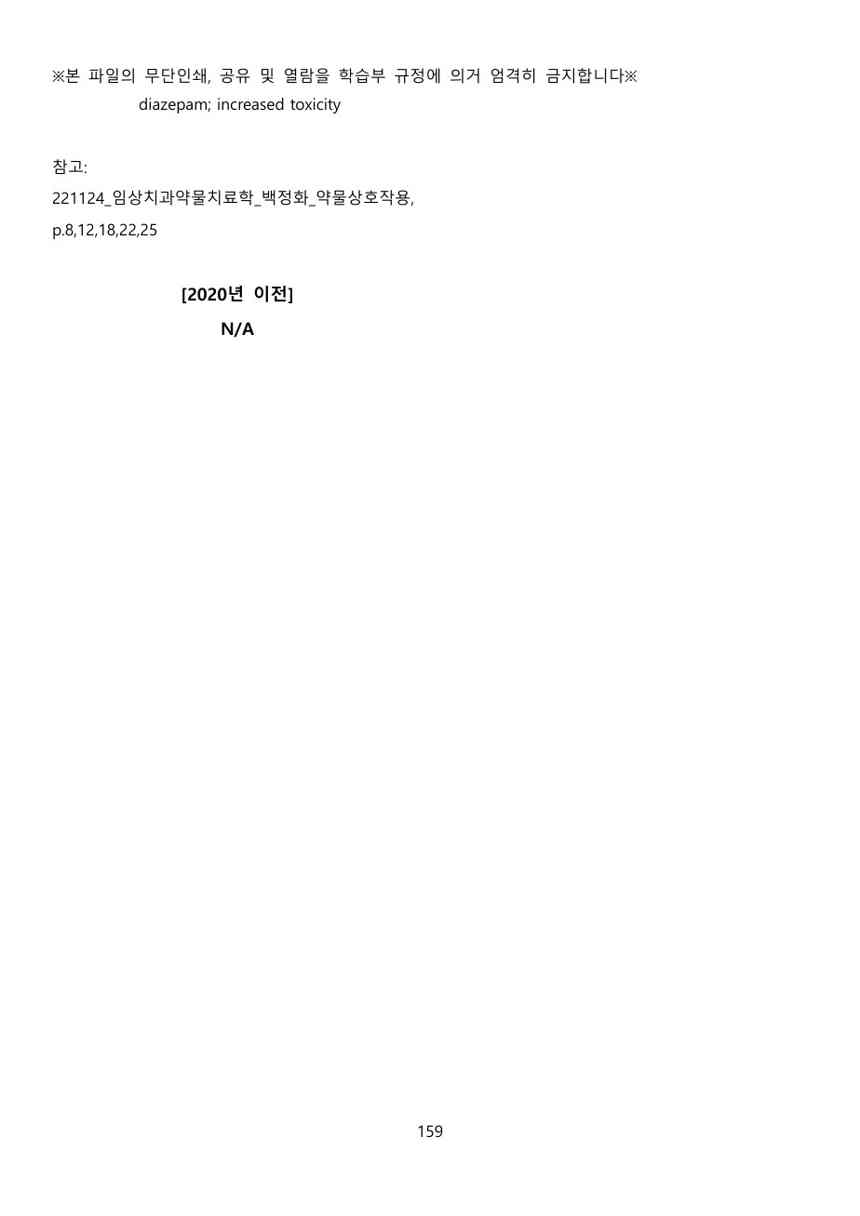 ※본 파일의 무단인쇄, 공유 및 열람을 학습부 규정에 의거 엄격히 금지합니다※
diazepam; increased toxicity
참고:
221124_임상치과약물치료학_백정화_약물상호작용,
p.8,12,18,22,25
[2020년 이전]
N/A
159